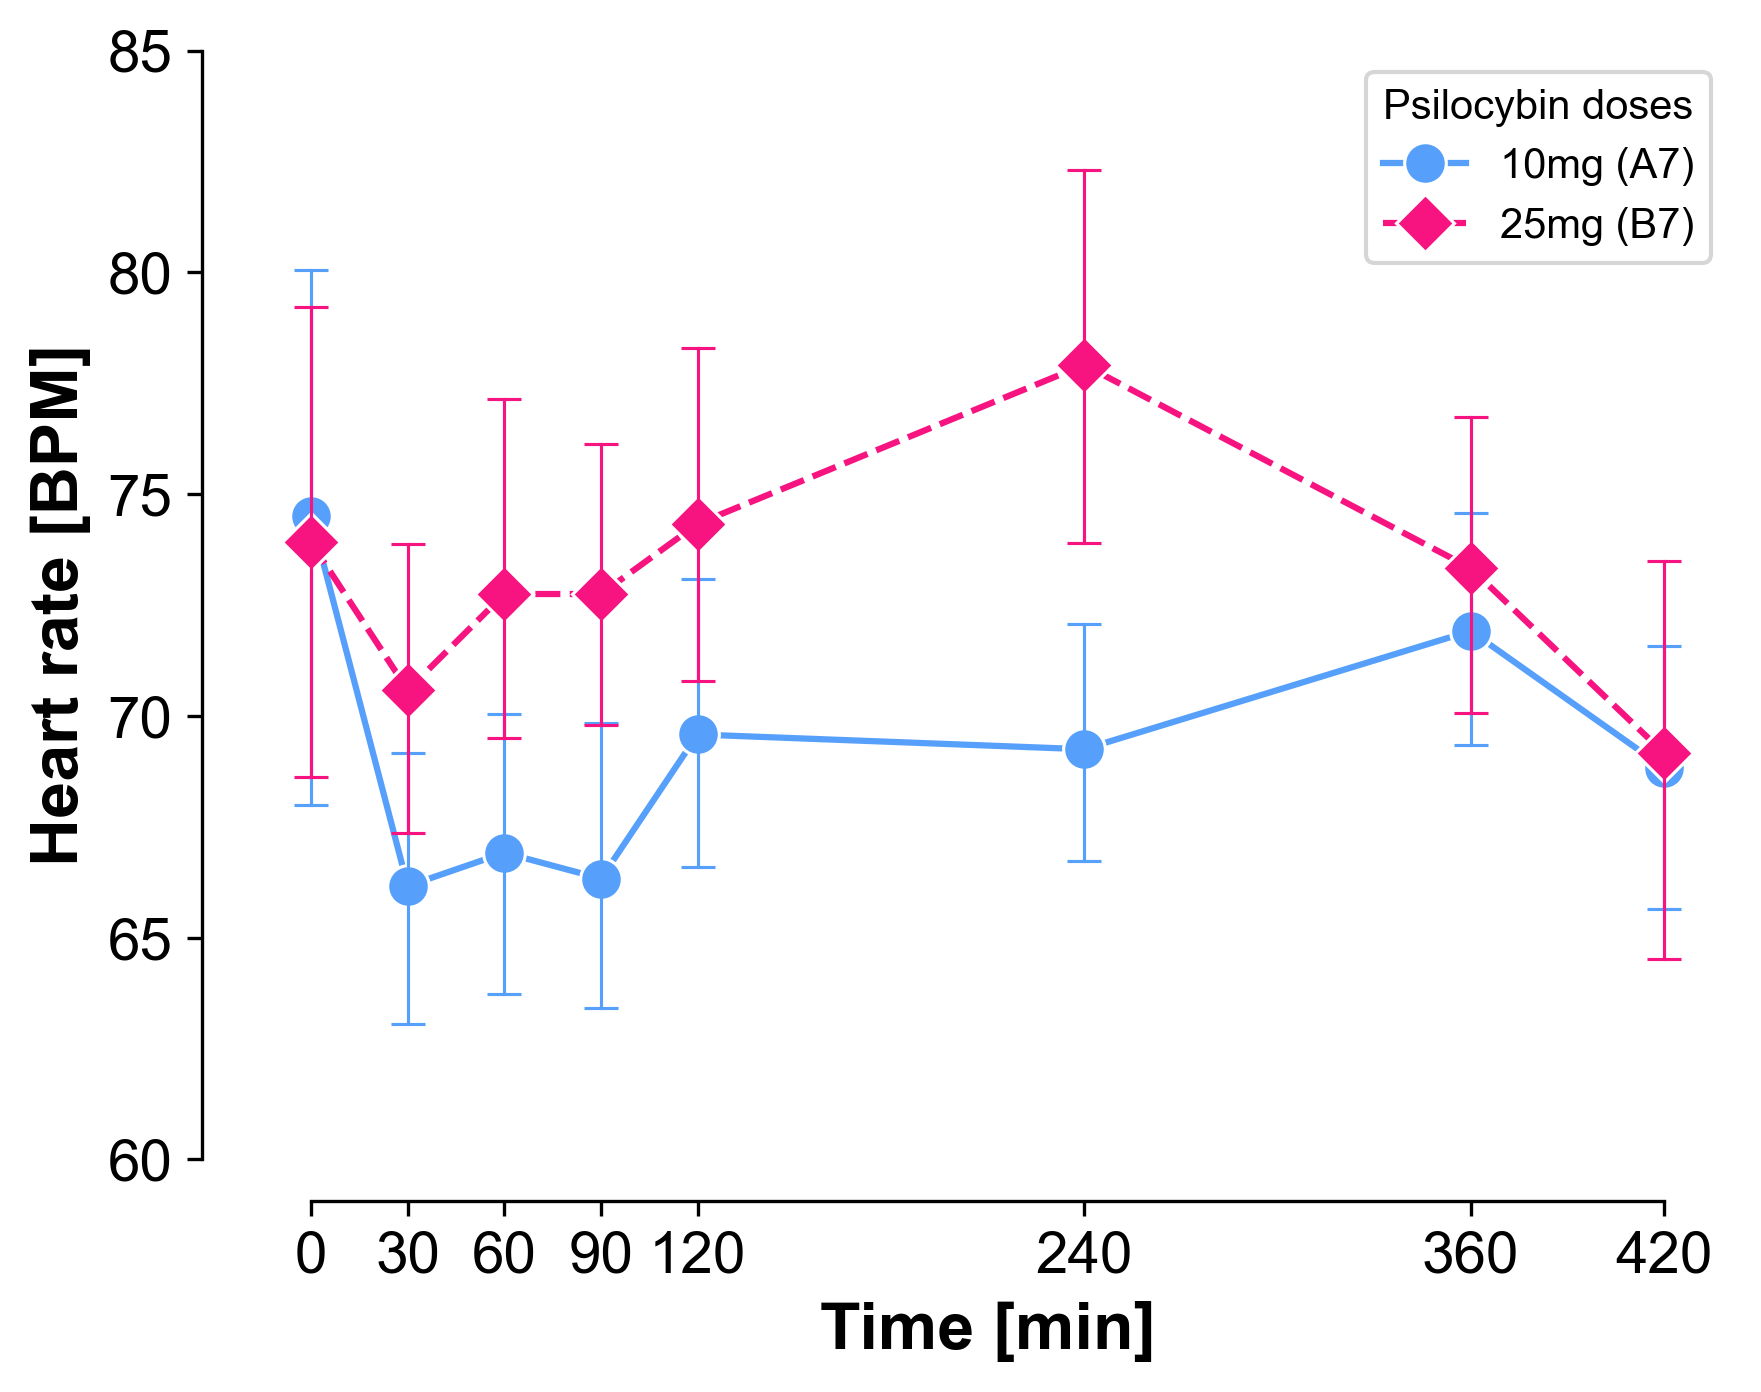 85
80
75
70
65
60
Heart rate [BPM]
Psilocybin doses
10mg (A7)
25mg (B7)
0 30 60 90 120 240 360 420
Time [min]